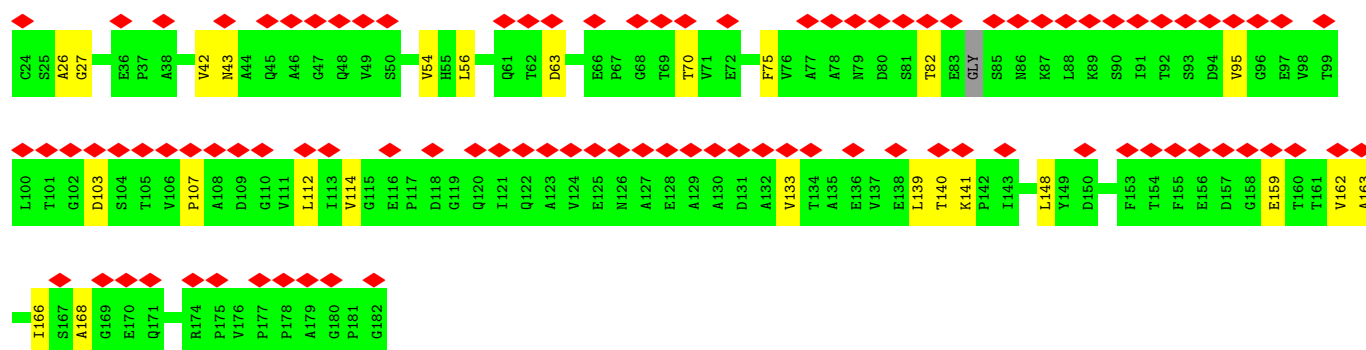 C24 S25 A26 G27 E36 P37 A38 V42 N43 A44 Q45 A46 G47 Q48 V49 S50 V54 H55 L56 Q61 T62 D63 E66 P67 G68 T69 T70 V71 E72 F75 V76 A77 A78 N79 D80 S81 T82 E83 GLY S85 N86 K87 L88 K89 S90 I91 T92 S93 D94 V95 G96 E97 V98 T99
L100 T101 G102 D103 S104 T105 V106 P107 A108 D109 G110 V111 L112 I113 V114 G115 E116 P117 D118 G119 Q120 I121 Q122 A123 V124 E125 N126 A127 E128 A129 A130 D131 A132 V133 T134 A135 E136 V137 E138 L139 T140 K141 P142 I143 L148 Y149 D150 F153 T154 F155 E156 D157 G158 E159 T160 T161 V162 A163
I166 S167 A168 G169 E170 Q171 R174 P175 V176 P177 P178 A179 G180 P181 G182